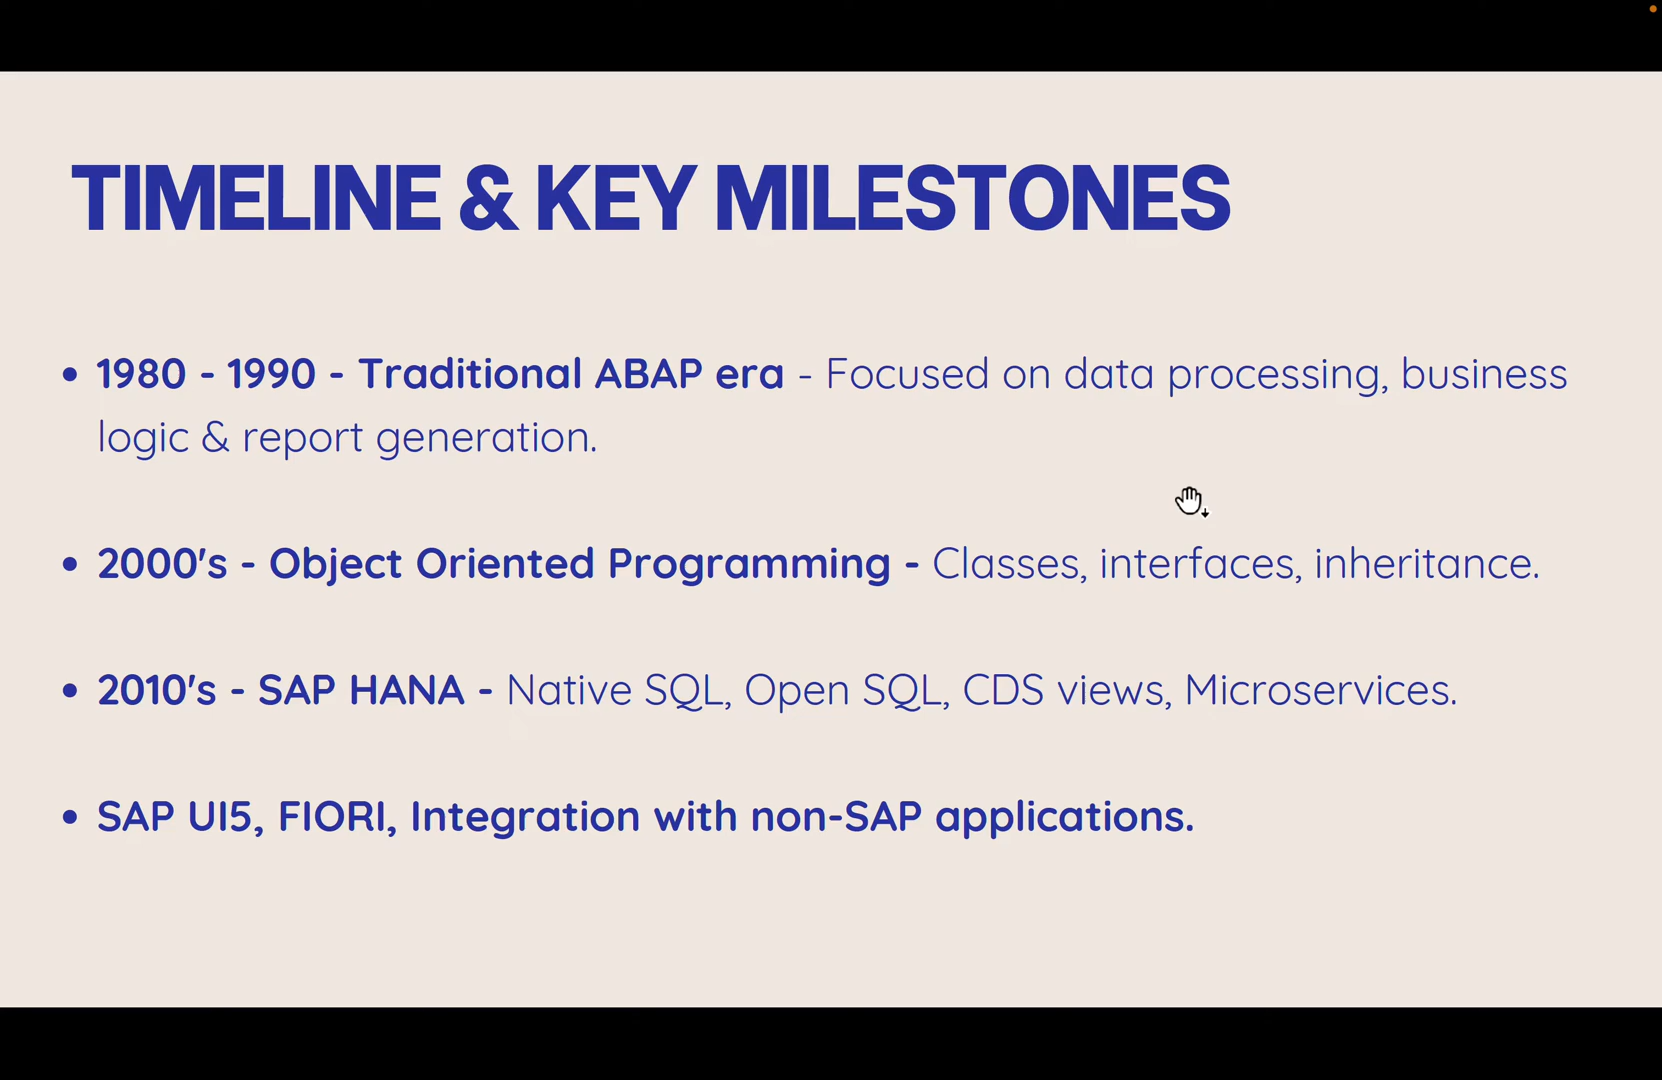 TIMELINE & KEY MILESTONES
• 1980 - 1990 - Traditional ABAP era - Focused on data processing, business
logic & report generation.
• 2000's - Object Oriented Programming - Classes, interfaces, inheritance.
• 2010's - SAP HANA - Native SQL, Open SQL, CDS views, Microservices.
• SAP UI5, FIORI, Integration with non-SAP applications.